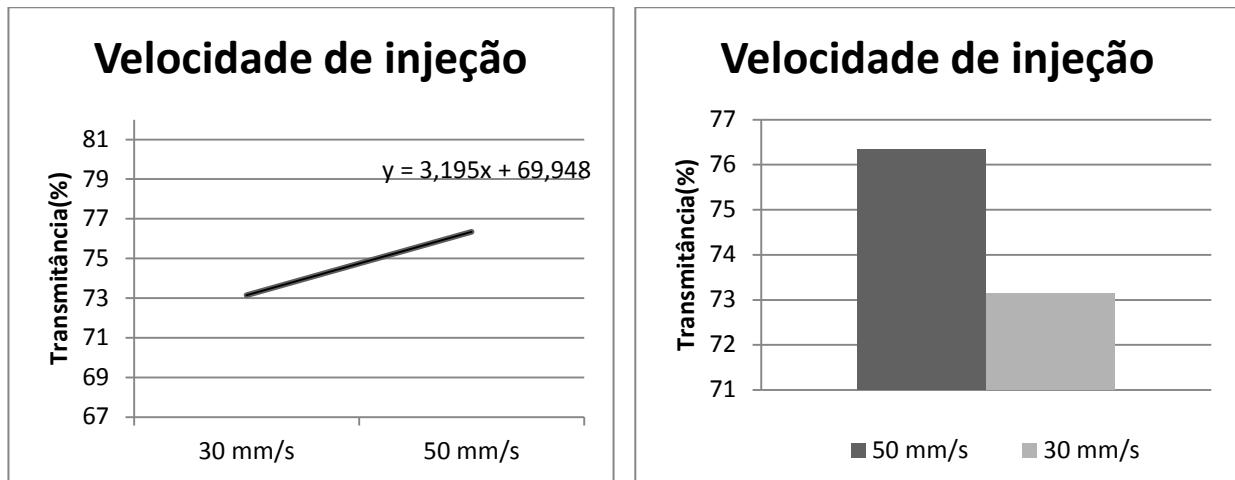 Velocidade de injeção
Transmitância(%)
81
79
77
75
73
71
69
67
y = 3,195x + 69,948
30 mm/s
50 mm/s
Velocidade de injeção
Transmitância(%)
77
76
75
74
73
72
71
50 mm/s
30 mm/s